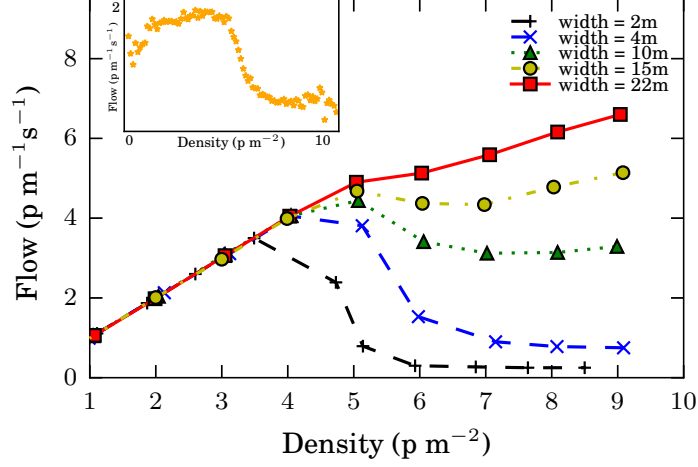 2
Flow (p m⁻¹ s⁻¹)
0
10
Density (p m⁻²)
width = 2m
width = 4m
width = 10m
width = 15m
width = 22m
8
6
4
2
0
Flow (p m⁻¹s⁻¹)
1 2 3 4 5 6 7 8 9 10
Density (p m⁻²)